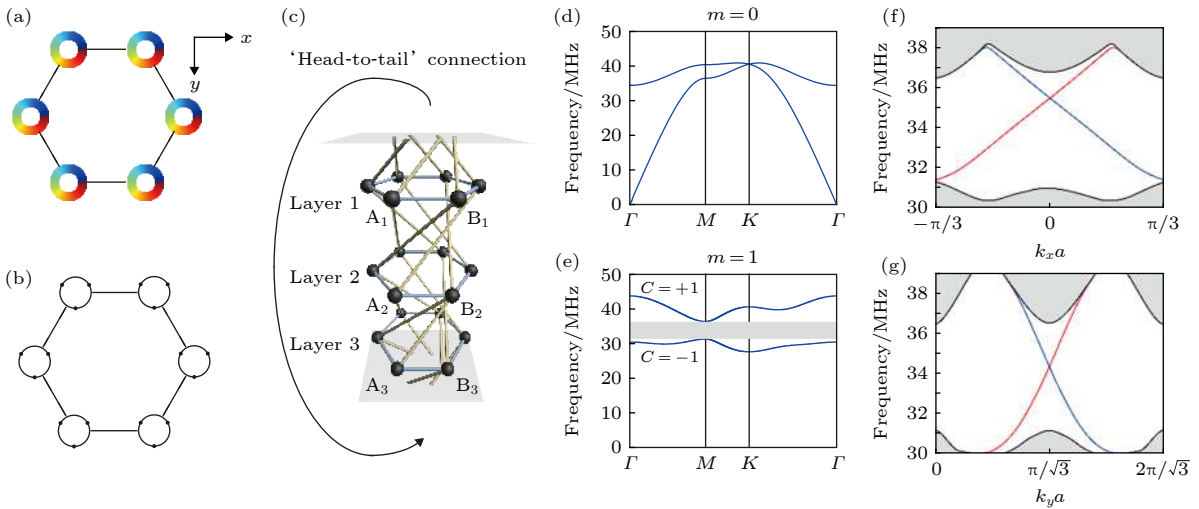 (a)
x
y
(b)
(c)
'Head-to-tail' connection
Layer 1
A₁
B₁
Layer 2
A₂
B₂
Layer 3
A₃
B₃
(d)
m=0
Frequency/MHz
50
40
30
20
10
0
Γ M K Γ
(e)
m=1
Frequency/MHz
50
40
30
20
10
0
C=+1
C=−1
Γ M K Γ
(f)
Frequency/MHz
38
36
34
32
30
−π/3 0 π/3
kₓa
(g)
Frequency/MHz
38
36
34
32
30
0 π/√3 2π/√3
k_y a